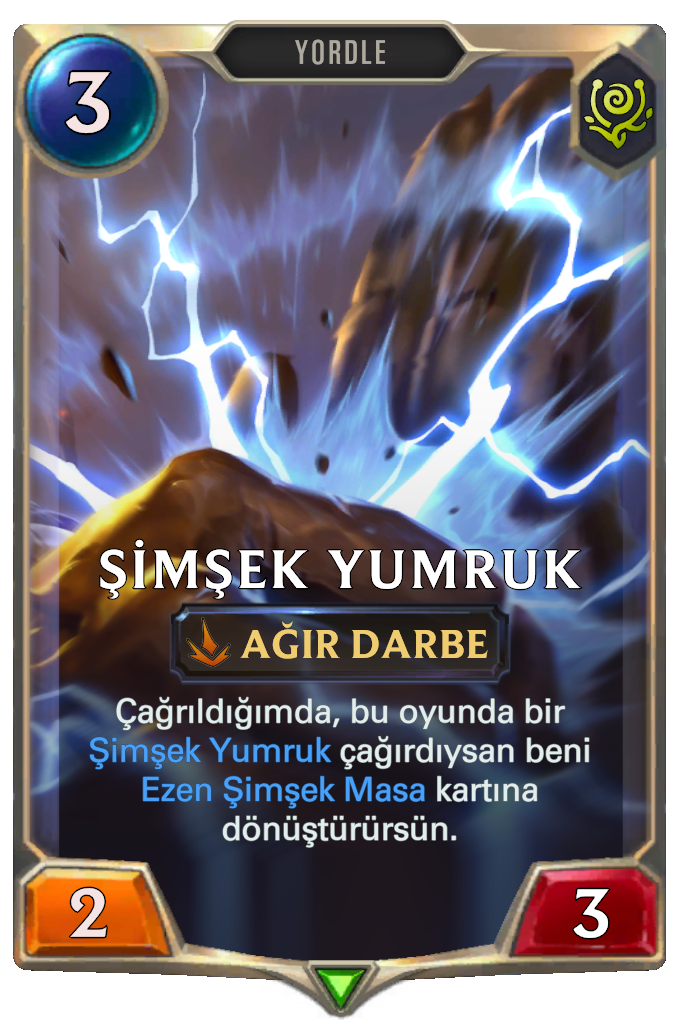 YORDLE
3
ŞİMŞEK YUMRUK
AĞIR DARBE
Çağrıldığımda, bu oyunda bir
Şimşek Yumruk çağırdıysan beni
Ezen Şimşek Masa kartına
dönüştürürsün.
2
3